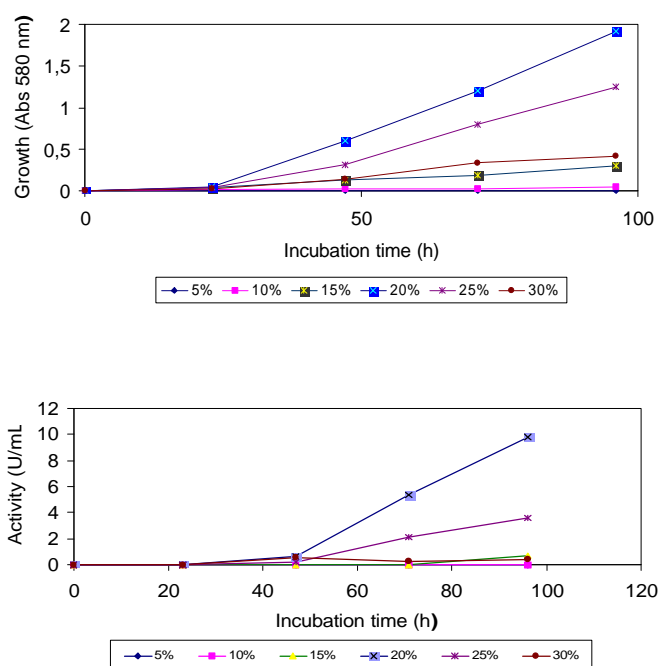 2
1,5
1
0,5
0
Growth (Abs 580 nm)
0 50 100
Incubation time (h)
5% 10% 15% 20% 25% 30%
12
10
8
6
4
2
0
Activity (U/mL
0 20 40 60 80 100 120
Incubation time (h)
5% 10% 15% 20% 25% 30%